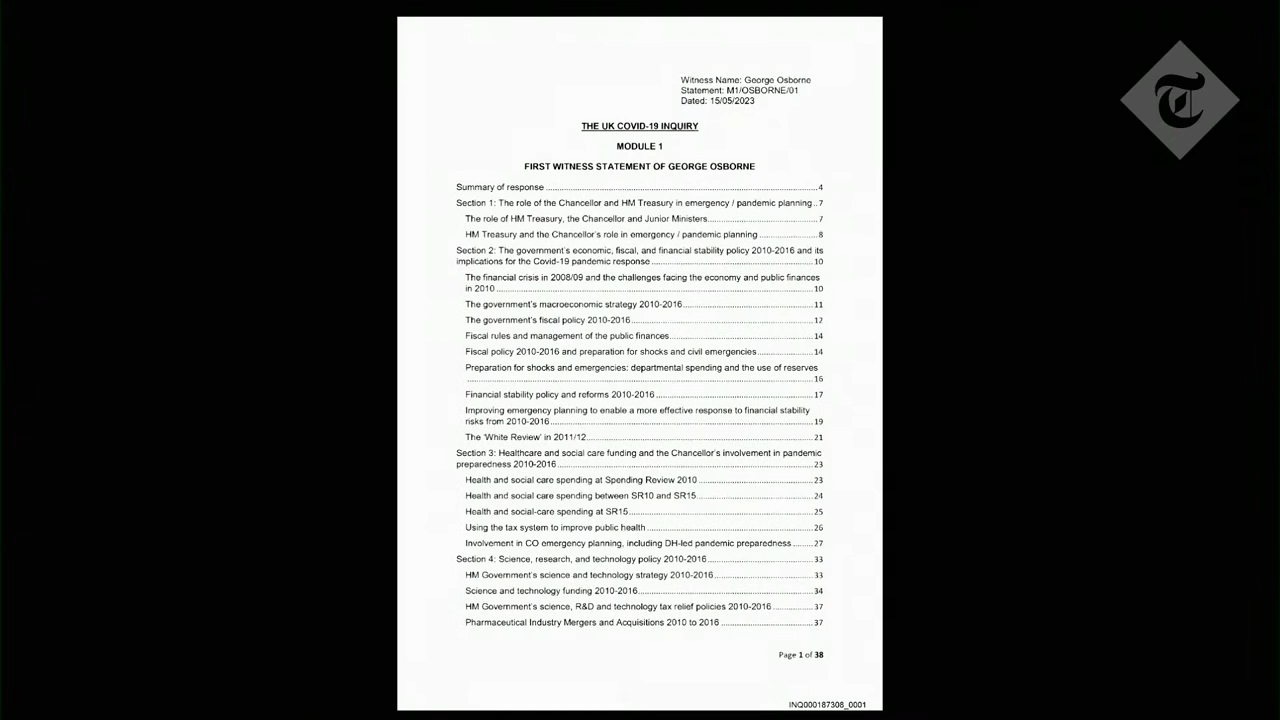 Witness Name: George Osborne
Statement: M1/OSBORNE/01
Dated: 15/05/2023
THE UK COVID-19 INQUIRY
MODULE 1
FIRST WITNESS STATEMENT OF GEORGE OSBORNE
Summary of response ........ 4
Section 1: The role of the Chancellor and HM Treasury in emergency / pandemic planning .. 7
The role of HM Treasury, the Chancellor and Junior Ministers ........ 7
HM Treasury and the Chancellor's role in emergency / pandemic planning ........ 8
Section 2: The government's economic, fiscal, and financial stability policy 2010-2016 and its
implications for the Covid-19 pandemic response ........ 10
The financial crisis in 2008/09 and the challenges facing the economy and public finances
in 2010 ........ 10
The government's macroeconomic strategy 2010-2016 ........ 11
The government's fiscal policy 2010-2016 ........ 12
Fiscal rules and management of the public finances ........ 14
Fiscal policy 2010-2016 and preparation for shocks and civil emergencies ........ 14
Preparation for shocks and emergencies: departmental spending and the use of reserves
........ 16
Financial stability policy and reforms 2010-2016 ........ 17
Improving emergency planning to enable a more effective response to financial stability
risks from 2010-2016 ........ 19
The 'White Review' in 2011/12 ........ 21
Section 3: Healthcare and social care funding and the Chancellor's involvement in pandemic
preparedness 2010-2016 ........ 23
Health and social care spending at Spending Review 2010 ........ 23
Health and social care spending between SR10 and SR15 ........ 24
Health and social-care spending at SR15 ........ 25
Using the tax system to improve public health ........ 26
Involvement in CO emergency planning, including DH-led pandemic preparedness ........ 27
Section 4: Science, research, and technology policy 2010-2016 ........ 33
HM Government's science and technology strategy 2010-2016 ........ 33
Science and technology funding 2010-2016 ........ 34
HM Government's science, R&D and technology tax relief policies 2010-2016 ........ 37
Pharmaceutical Industry Mergers and Acquisitions 2010 to 2016 ........ 37
Page 1 of 38
INQ000187308_0001
T